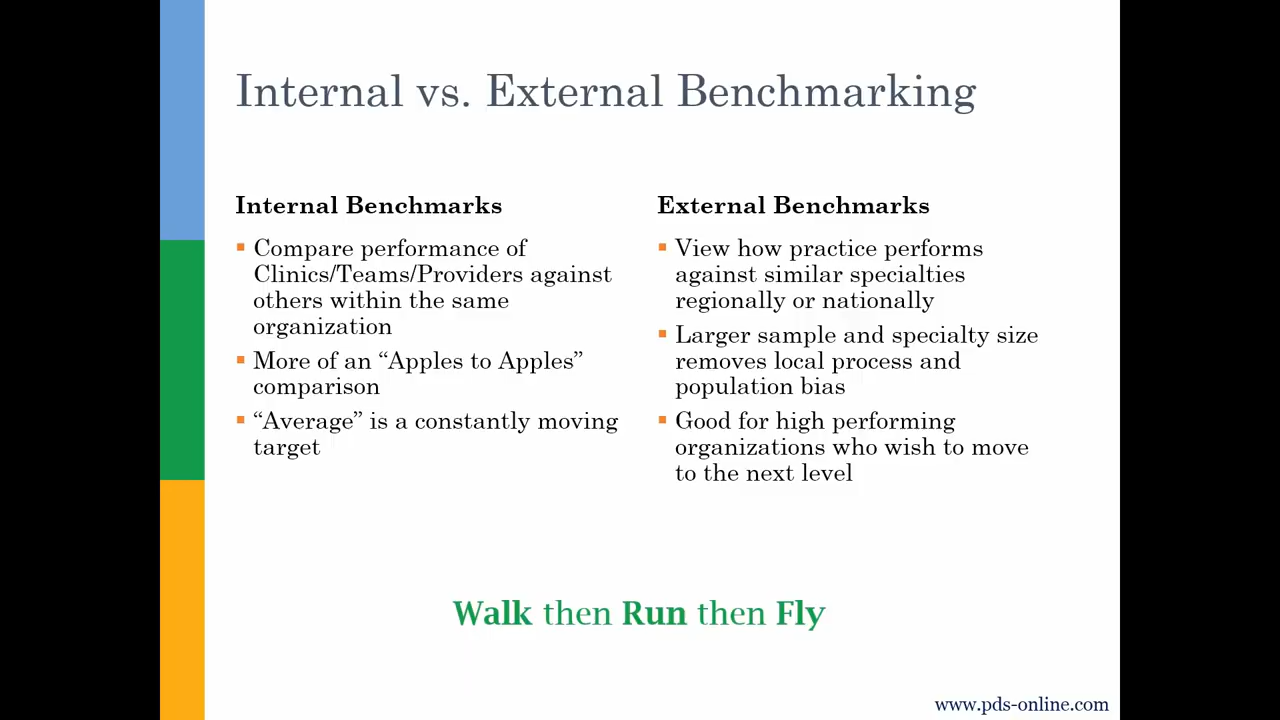 Internal vs. External Benchmarking
Internal Benchmarks
▪ Compare performance of
Clinics/Teams/Providers against
others within the same
organization
▪ More of an “Apples to Apples”
comparison
▪ “Average” is a constantly moving
target
External Benchmarks
▪ View how practice performs
against similar specialties
regionally or nationally
▪ Larger sample and specialty size
removes local process and
population bias
▪ Good for high performing
organizations who wish to move
to the next level
Walk then Run then Fly
www.pds-online.com